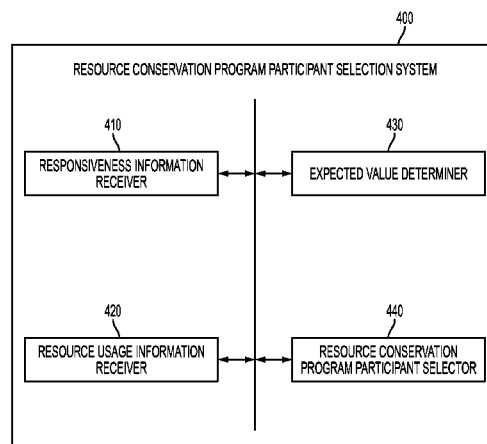 400
RESOURCE CONSERVATION PROGRAM PARTICIPANT SELECTION SYSTEM
410
RESPONSIVENESS INFORMATION
RECEIVER
430
EXPECTED VALUE DETERMINER
420
RESOURCE USAGE INFORMATION
RECEIVER
440
RESOURCE CONSERVATION
PROGRAM PARTICIPANT SELECTOR